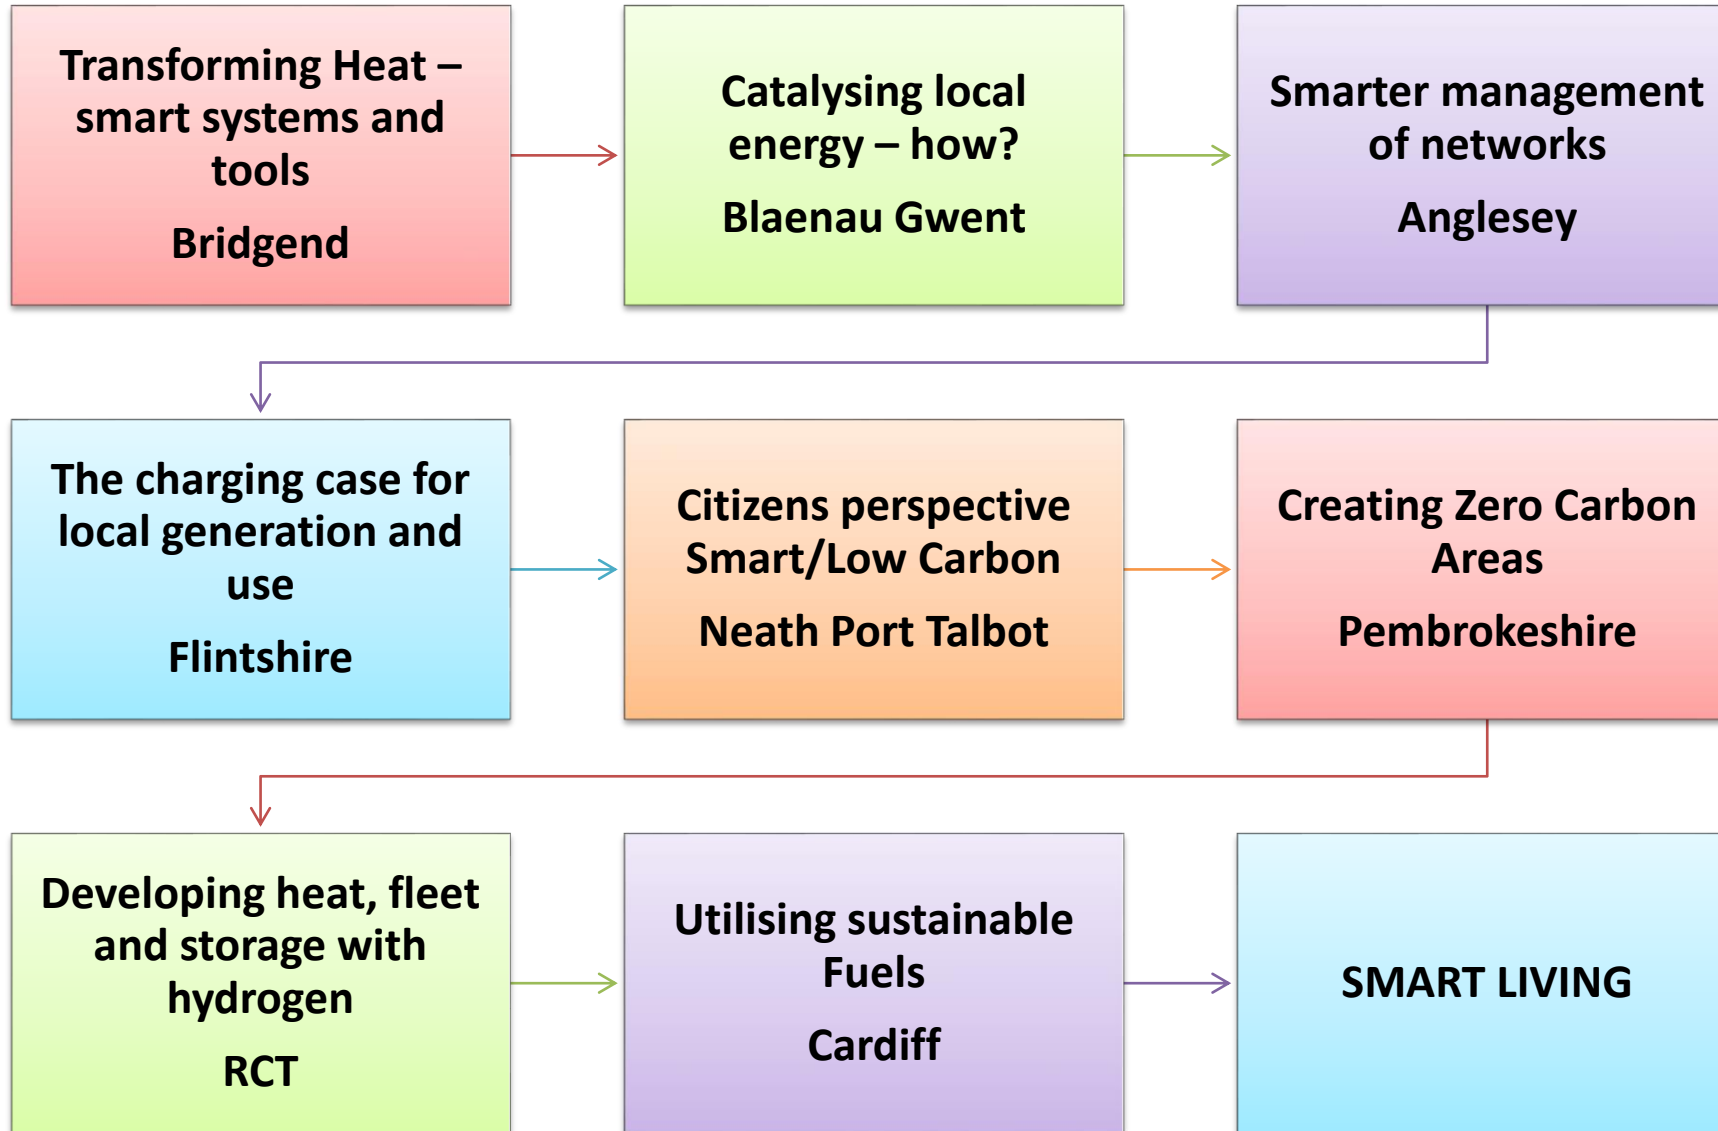 Transforming Heat –
smart systems and
tools
Bridgend
Catalysing local
energy – how?
Blaenau Gwent
Smarter management
of networks
Anglesey
The charging case for
local generation and
use
Flintshire
Citizens perspective
Smart/Low Carbon
Neath Port Talbot
Creating Zero Carbon
Areas
Pembrokeshire
Developing heat, fleet
and storage with
hydrogen
RCT
Utilising sustainable
Fuels
Cardiff
SMART LIVING